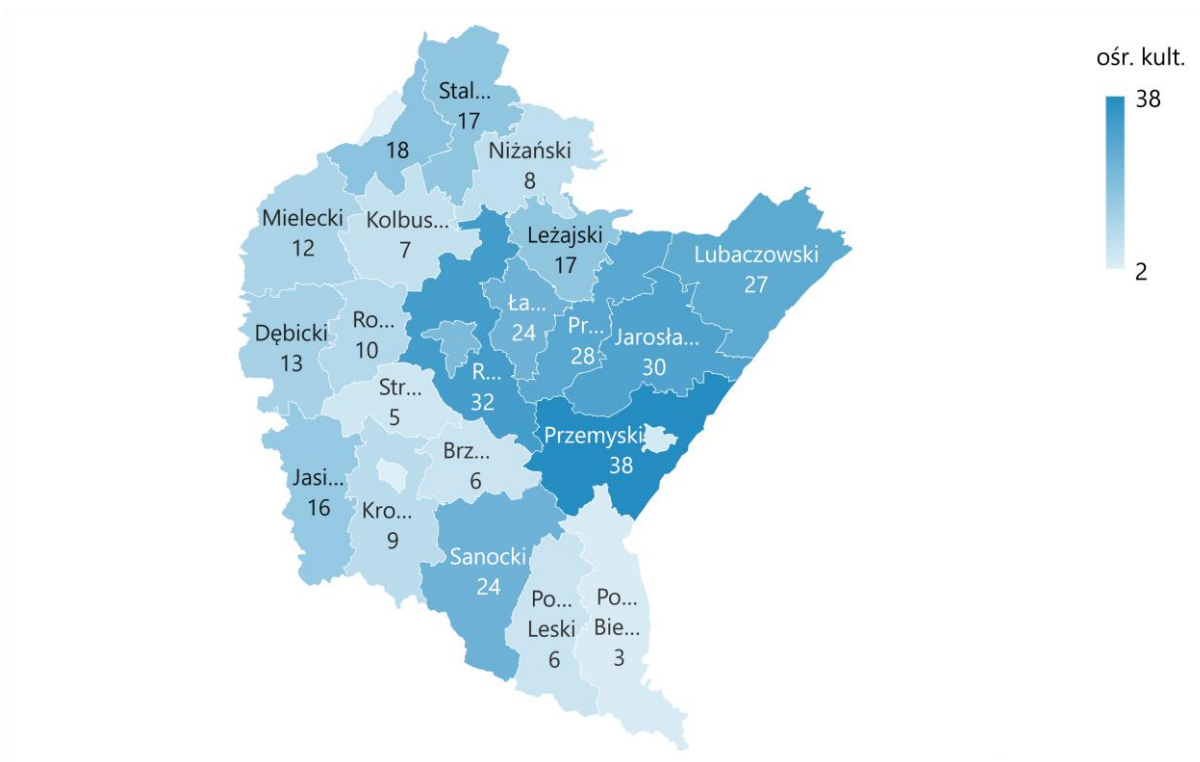 ośr. kult.
38
2
Stal...
17
18
Niżański
8
Mielecki
12
Kolbus...
7
Leżajski
17
Lubaczowski
27
Ła...
24
Pr...
28
Jarosła...
30
Dębicki
13
Ro...
10
R...
32
Str...
5
Przemyski
38
Brz...
6
Jasi...
16
Kro...
9
Sanocki
24
Po...
Leski
6
Po...
Bie...
3